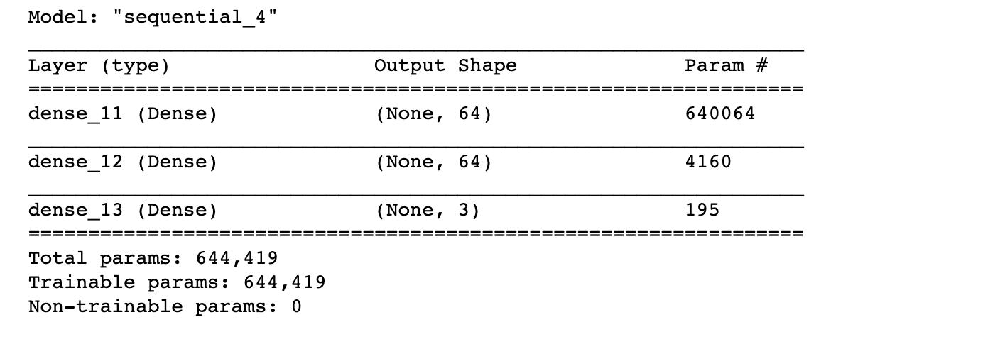 Model: "sequential_4"
_________________________________________________________________
Layer (type)                 Output Shape              Param #
=================================================================
dense_11 (Dense)             (None, 64)                640064
_________________________________________________________________
dense_12 (Dense)             (None, 64)                4160
_________________________________________________________________
dense_13 (Dense)             (None, 3)                 195
=================================================================
Total params: 644,419
Trainable params: 644,419
Non-trainable params: 0